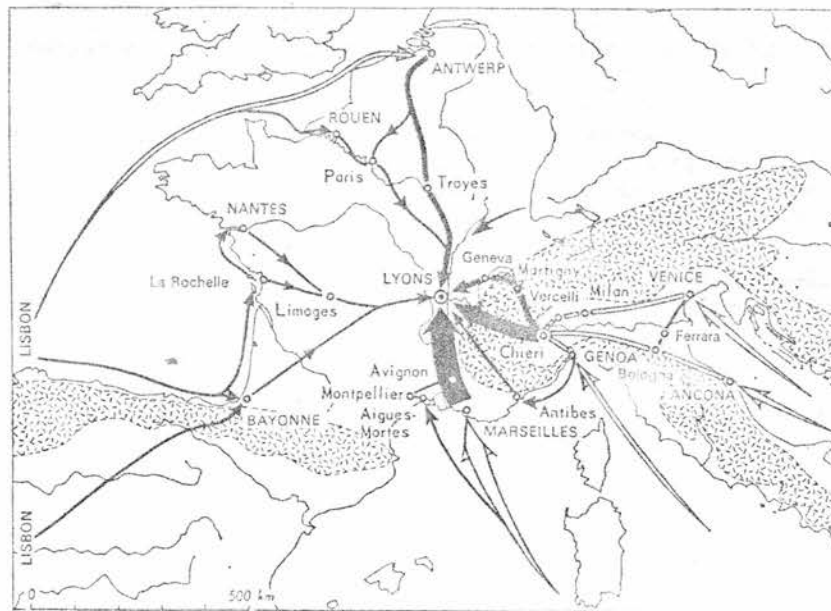 ANTWERP
ROUEN
Paris
Troyes
NANTES
Geneva
Martigny
LYONS
La Rochelle
Vercelli
Milan
VENICE
Limoges
LISBON
Chieri
Ferrara
GENOA
Avignon
Bologna
Montpellier
ANCONA
Antibes
BAYONNE
Aigues-
Mortes
MARSEILLES
LISBON
0 500 km